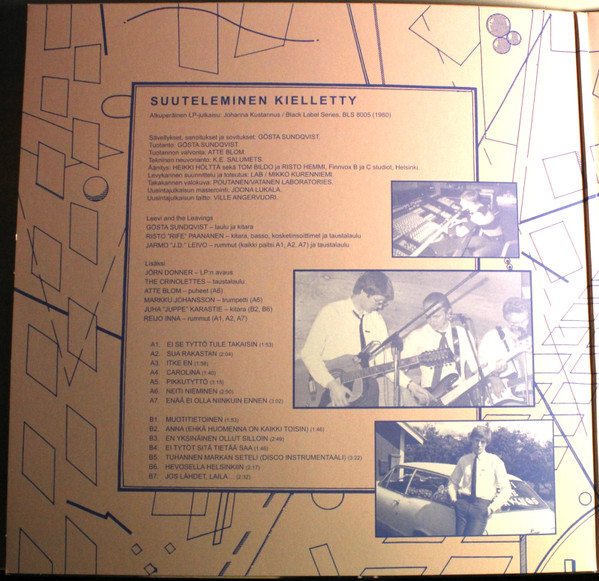 SUUTELEMINEN KIELLETTY
Alkuperäinen LP-julkaisu: Johanna Kustannus / Black Label Series, BLS 8005 (1980)
Sävellykset, sanoitukset ja sovitukset: GÖSTA SUNDQVIST.
Tuotanto: GÖSTA SUNDQVIST.
Tuotannon valvonta: ATTE BLOM.
Tekninen neuvonanto: K.E. SALUMETS.
Äänitys: HEIKKI HÖLTTÄ sekä TOM BILDO ja RISTO HEMMI, Finnvox B ja C studiot, Helsinki.
Levykannen suunnittelu ja toteutus: LAB / MIKKO KURENNIEMI.
Takakannen valokuva: POUTANEN/VATANEN LABORATORIES.
Uusintajulkaisun masterointi: JOONA LUKALA.
Uusintajulkaisun taitto: VILLE ANGERVUORI.
Leevi and the Leavings
GÖSTA SUNDQVIST – laulu ja kitara
RISTO "RIFE" PAANANEN – kitara, basso, kosketinsoittimet ja taustalaulu
JARMO "J.D." LEIVO – rummut (kaikki paitsi A1, A2, A7) ja taustalaulu
Lisäksi
JÖRN DONNER – LP:n avaus
THE CRINOLETTES – taustalaulu
ATTE BLOM – puheet (A6)
MARKKU JOHANSSON – trumpetti (A6)
JUHA "JUPPE" KARASTIE – kitara (B2, B6)
REIJO INNA – rummut (A1, A2, A7)
A1. EI SE TYTTÖ TULE TAKAISIN (1:53)
A2. SUA RAKASTAN (2:04)
A3. ITKE EN (1:58)
A4. CAROLINA (1:40)
A5. PIKKUTYTTÖ (3:15)
A6. NEITI NIEMINEN (2:50)
A7. ENÄÄ EI OLLA NIINKUIN ENNEN (3:02)
B1. MUOTITIETOINEN (1:53)
B2. ANNA (EHKÄ HUOMENNA ON KAIKKI TOISIN) (1:46)
B3. EN YKSINÄINEN OLLUT SILLOIN (2:48)
B4. EI TYTÖT SITÄ TIETÄÄ SAA (1:46)
B5. TUHANNEN MARKAN SETELI (DISCO INSTRUMENTAALI) (3:22)
B6. HEVOSELLA HELSINKIIN (2:17)
B7. JOS LÄHDET, LAILA... (2:32)